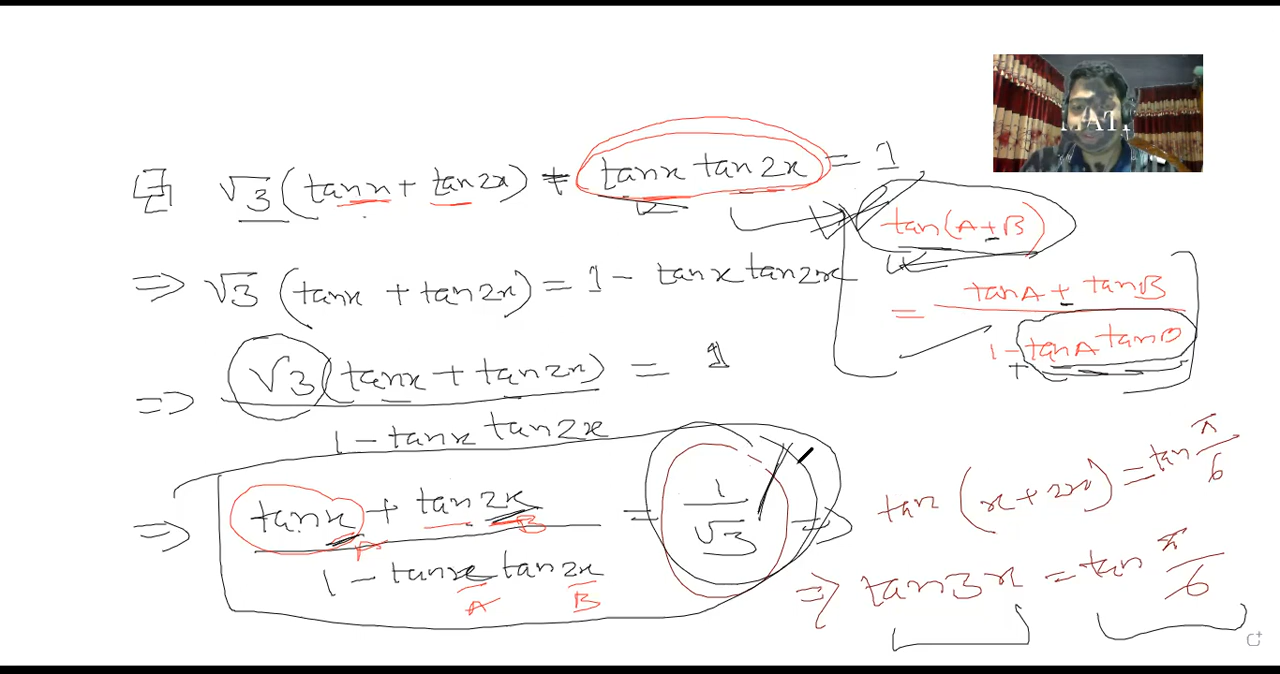 √3 (tanx + tan2x) + tanx tan2x = 1
tan(A+B)
⇒ √3 (tanx + tan2x) = 1 - tanx tan2x
= (tanA + tanB) / (1 - tanA tanB)
+
⇒ √3 (tanx + tan2x) / (1 - tanx tan2x) = 1
⇒ (tanx + tan2x) / (1 - tanx tan2x) = 1/√3
A B
A B
⇒ tan (x + 2x) = tan π/6
⇒ tan3x = tan π/6